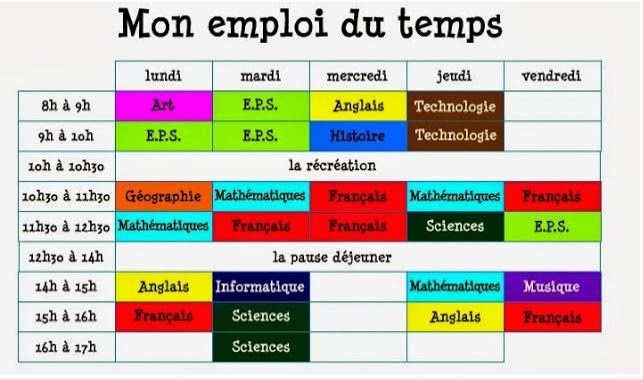 Mon emploi du temps
lundi mardi mercredi jeudi vendredi
8h à 9h Art E.P.S. Anglais Technologie
9h à 10h E.P.S. E.P.S. Histoire Technologie
10h à 10h30 la récréation
10h30 à 11h30 Géographie Mathématiques Français Mathématiques Français
11h30 à 12h30 Mathématiques Français Français Sciences E.P.S.
12h30 à 14h la pause déjeuner
14h à 15h Anglais Informatique Mathématiques Musique
15h à 16h Français Sciences Anglais Français
16h à 17h Sciences